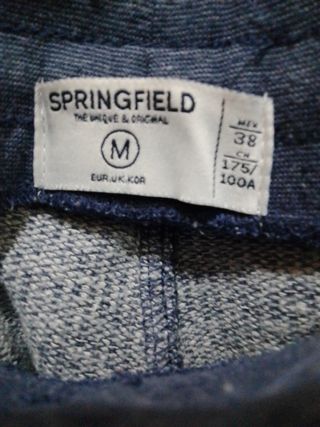 SPRINGFIELD
THE UNIQUE & ORIGINAL
M
EUR.UK.KOR
MEX
38
CH
175/
100A